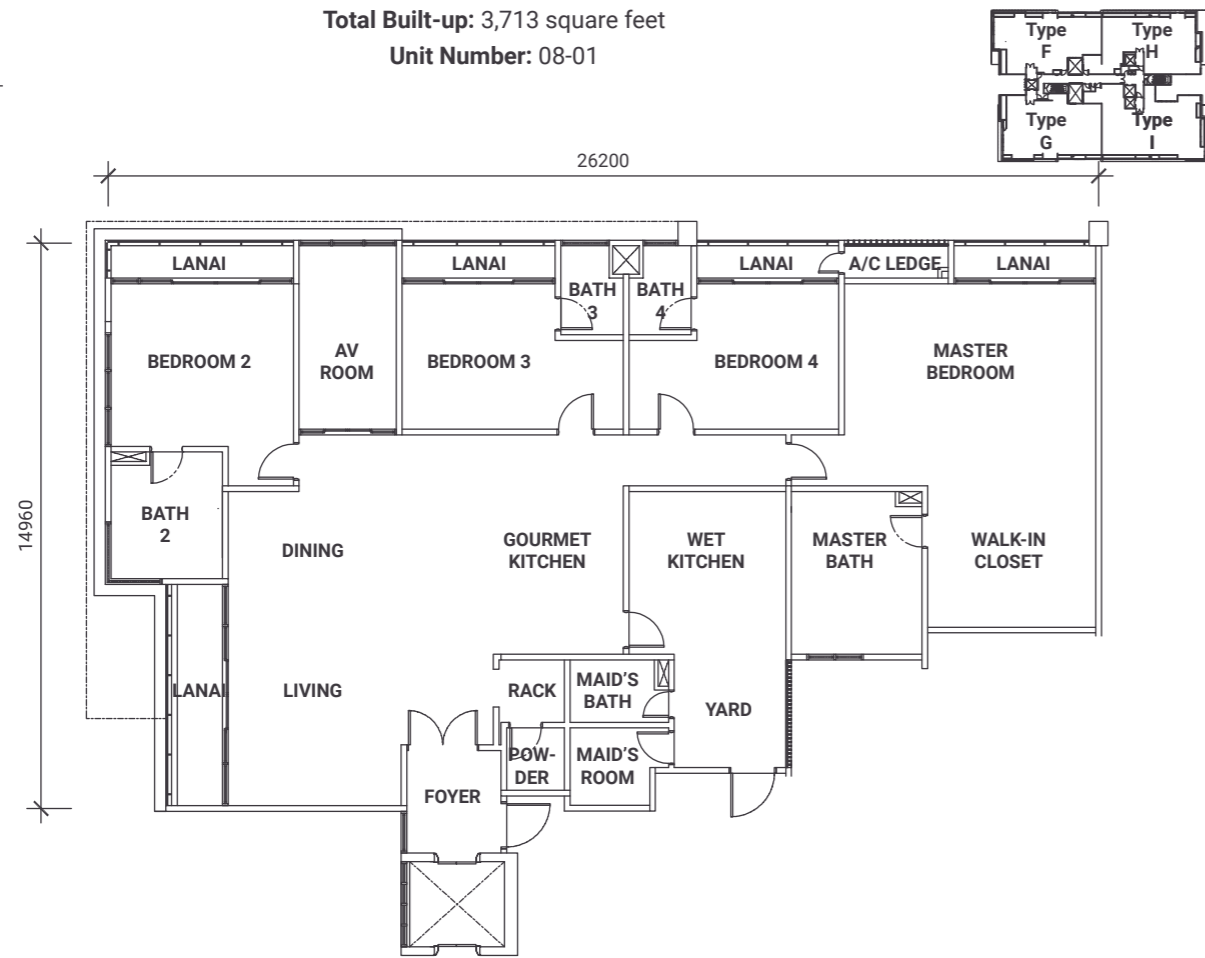 Total Built-up: 3,713 square feet
Unit Number: 08-01
Type
F
Type
H
Type
G
Type
I
26200
14960
LANAI
LANAI
LANAI
A/C LEDGE
LANAI
BATH
3
BATH
4
BEDROOM 2
AV
ROOM
BEDROOM 3
BEDROOM 4
MASTER
BEDROOM
BATH
2
DINING
GOURMET
KITCHEN
WET
KITCHEN
MASTER
BATH
WALK-IN
CLOSET
LANAI
LIVING
RACK
MAID'S
BATH
YARD
POW-
DER
MAID'S
ROOM
FOYER